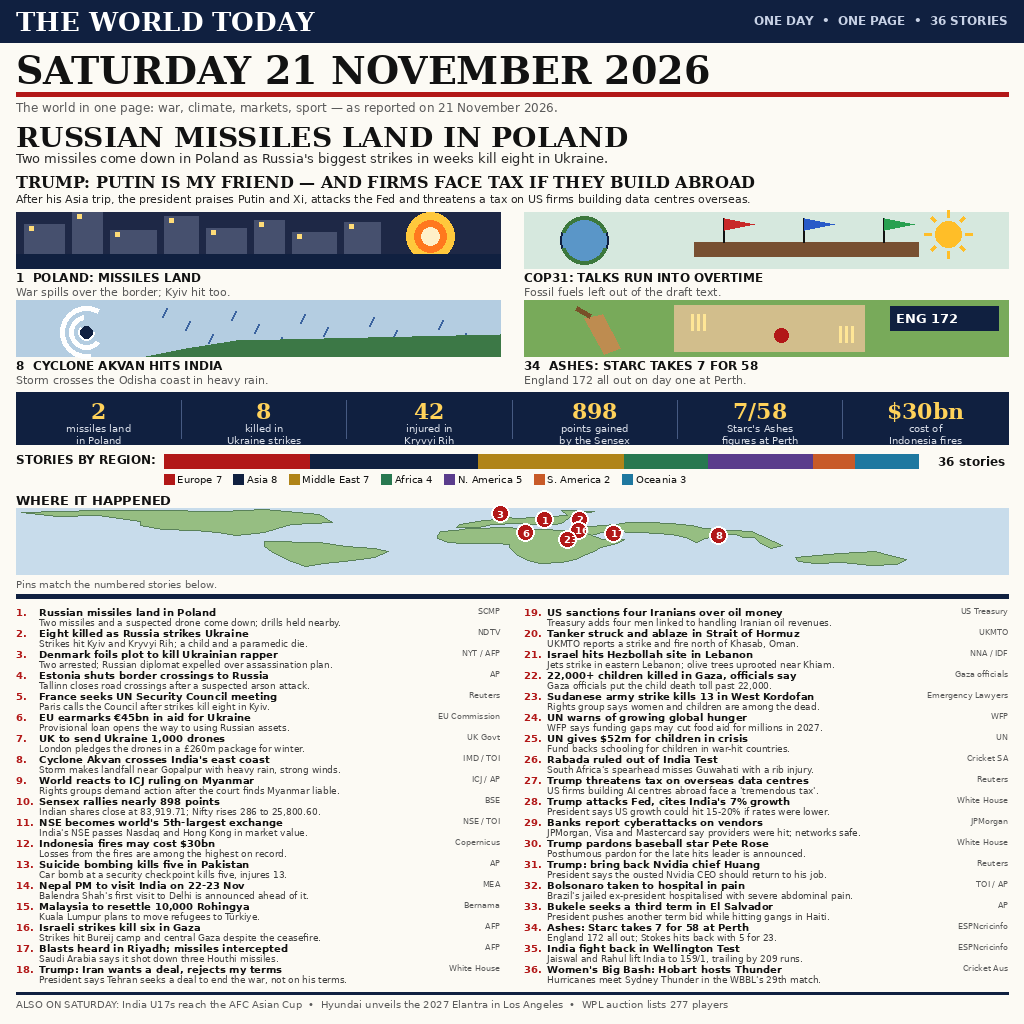 THE WORLD TODAY
ONE DAY • ONE PAGE • 36 STORIES
SATURDAY 21 NOVEMBER 2026
The world in one page: war, climate, markets, sport — as reported on 21 November 2026.
RUSSIAN MISSILES LAND IN POLAND
Two missiles come down in Poland as Russia's biggest strikes in weeks kill eight in Ukraine.
TRUMP: PUTIN IS MY FRIEND — AND FIRMS FACE TAX IF THEY BUILD ABROAD
After his Asia trip, the president praises Putin and Xi, attacks the Fed and threatens a tax on US firms building data centres overseas.
1 POLAND: MISSILES LAND
War spills over the border; Kyiv hit too.
COP31: TALKS RUN INTO OVERTIME
Fossil fuels left out of the draft text.
ENG 172
8 CYCLONE AKVAN HITS INDIA
Storm crosses the Odisha coast in heavy rain.
34 ASHES: STARC TAKES 7 FOR 58
England 172 all out on day one at Perth.
2
missiles land
in Poland
8
killed in
Ukraine strikes
42
injured in
Kryvyi Rih
898
points gained
by the Sensex
7/58
Starc's Ashes
figures at Perth
$30bn
cost of
Indonesia fires
STORIES BY REGION:
36 stories
Europe 7
Asia 8
Middle East 7
Africa 4
N. America 5
S. America 2
Oceania 3
WHERE IT HAPPENED
3
1
6
1
8
Pins match the numbered stories below.
1. Russian missiles land in Poland SCMP
Two missiles and a suspected drone come down; drills held nearby.
2. Eight killed as Russia strikes Ukraine NDTV
Strikes hit Kyiv and Kryvyi Rih; a child and a paramedic die.
3. Denmark foils plot to kill Ukrainian rapper NYT / AFP
Two arrested; Russian diplomat expelled over assassination plan.
4. Estonia shuts border crossings to Russia AP
Tallinn closes road crossings after a suspected arson attack.
5. France seeks UN Security Council meeting Reuters
Paris calls the Council after strikes kill eight in Kyiv.
6. EU earmarks €45bn in aid for Ukraine EU Commission
Provisional loan opens the way to using Russian assets.
7. UK to send Ukraine 1,000 drones UK Govt
London pledges the drones in a £260m package for winter.
8. Cyclone Akvan crosses India's east coast IMD / TOI
Storm makes landfall near Gopalpur with heavy rain, strong winds.
9. World reacts to ICJ ruling on Myanmar ICJ / AP
Rights groups demand action after the court finds Myanmar liable.
10. Sensex rallies nearly 898 points BSE
Indian shares close at 83,919.71; Nifty rises 286 to 25,800.60.
11. NSE becomes world's 5th-largest exchange NSE / TOI
India's NSE passes Nasdaq and Hong Kong in market value.
12. Indonesia fires may cost $30bn Copernicus
Losses from the fires are among the highest on record.
13. Suicide bombing kills five in Pakistan AP
Car bomb at a security checkpoint kills five, injures 13.
14. Nepal PM to visit India on 22-23 Nov MEA
Balendra Shah's first visit to Delhi is announced ahead of it.
15. Malaysia to resettle 10,000 Rohingya Bernama
Kuala Lumpur plans to move refugees to Türkiye.
16. Israeli strikes kill six in Gaza AFP
Strikes hit Bureij camp and central Gaza despite the ceasefire.
17. Blasts heard in Riyadh; missiles intercepted AFP
Saudi Arabia says it shot down three Houthi missiles.
18. Trump: Iran wants a deal, rejects my terms White House
President says Tehran seeks a deal to end the war, not on his terms.
19. US sanctions four Iranians over oil money US Treasury
Treasury adds four men linked to handling Iranian oil revenues.
20. Tanker struck and ablaze in Strait of Hormuz UKMTO
UKMTO reports a strike and fire north of Khasab, Oman.
21. Israel hits Hezbollah site in Lebanon NNA / IDF
Jets strike in eastern Lebanon; olive trees uprooted near Khiam.
22. 22,000+ children killed in Gaza, officials say Gaza officials
Gaza officials put the child death toll past 22,000.
23. Sudanese army strike kills 13 in West Kordofan Emergency Lawyers
Rights group says women and children are among the dead.
24. UN warns of growing global hunger WFP
WFP says funding gaps may cut food aid for millions in 2027.
25. UN gives $52m for children in crisis UN
Fund backs schooling for children in war-hit countries.
26. Rabada ruled out of India Test Cricket SA
South Africa's spearhead misses Guwahati with a rib injury.
27. Trump threatens tax on overseas data centres Reuters
US firms building AI centres abroad face a 'tremendous tax'.
28. Trump attacks Fed, cites India's 7% growth White House
President says US growth could hit 15-20% if rates were lower.
29. Banks report cyberattacks on vendors JPMorgan
JPMorgan, Visa and Mastercard say providers were hit; networks safe.
30. Trump pardons baseball star Pete Rose White House
Posthumous pardon for the late hits leader is announced.
31. Trump: bring back Nvidia chief Huang Reuters
President says the ousted Nvidia CEO should return to his job.
32. Bolsonaro taken to hospital in pain TOI / AP
Brazil's jailed ex-president hospitalised with severe abdominal pain.
33. Bukele seeks a third term in El Salvador AP
President pushes another term bid while hitting gangs in Haiti.
34. Ashes: Starc takes 7 for 58 at Perth ESPNcricinfo
England 172 all out; Stokes hits back with 5 for 23.
35. India fight back in Wellington Test ESPNcricinfo
Jaiswal and Rahul lift India to 159/1, trailing by 209 runs.
36. Women's Big Bash: Hobart hosts Thunder Cricket Aus
Hurricanes meet Sydney Thunder in the WBBL's 29th match.
ALSO ON SATURDAY: India U17s reach the AFC Asian Cup • Hyundai unveils the 2027 Elantra in Los Angeles • WPL auction lists 277 players